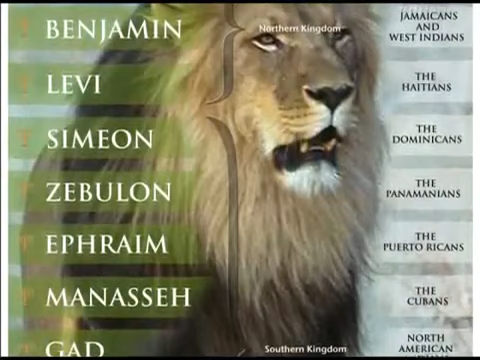 BENJAMIN
Northern Kingdom
JAMAICANS
AND
WEST INDIANS
LEVI
THE
HAITIANS
SIMEON
THE
DOMINICANS
ZEBULON
THE
PANAMANIANS
EPHRAIM
THE
PUERTO RICANS
MANASSEH
THE
CUBANS
GAD
Southern Kingdom
NORTH
AMERICAN